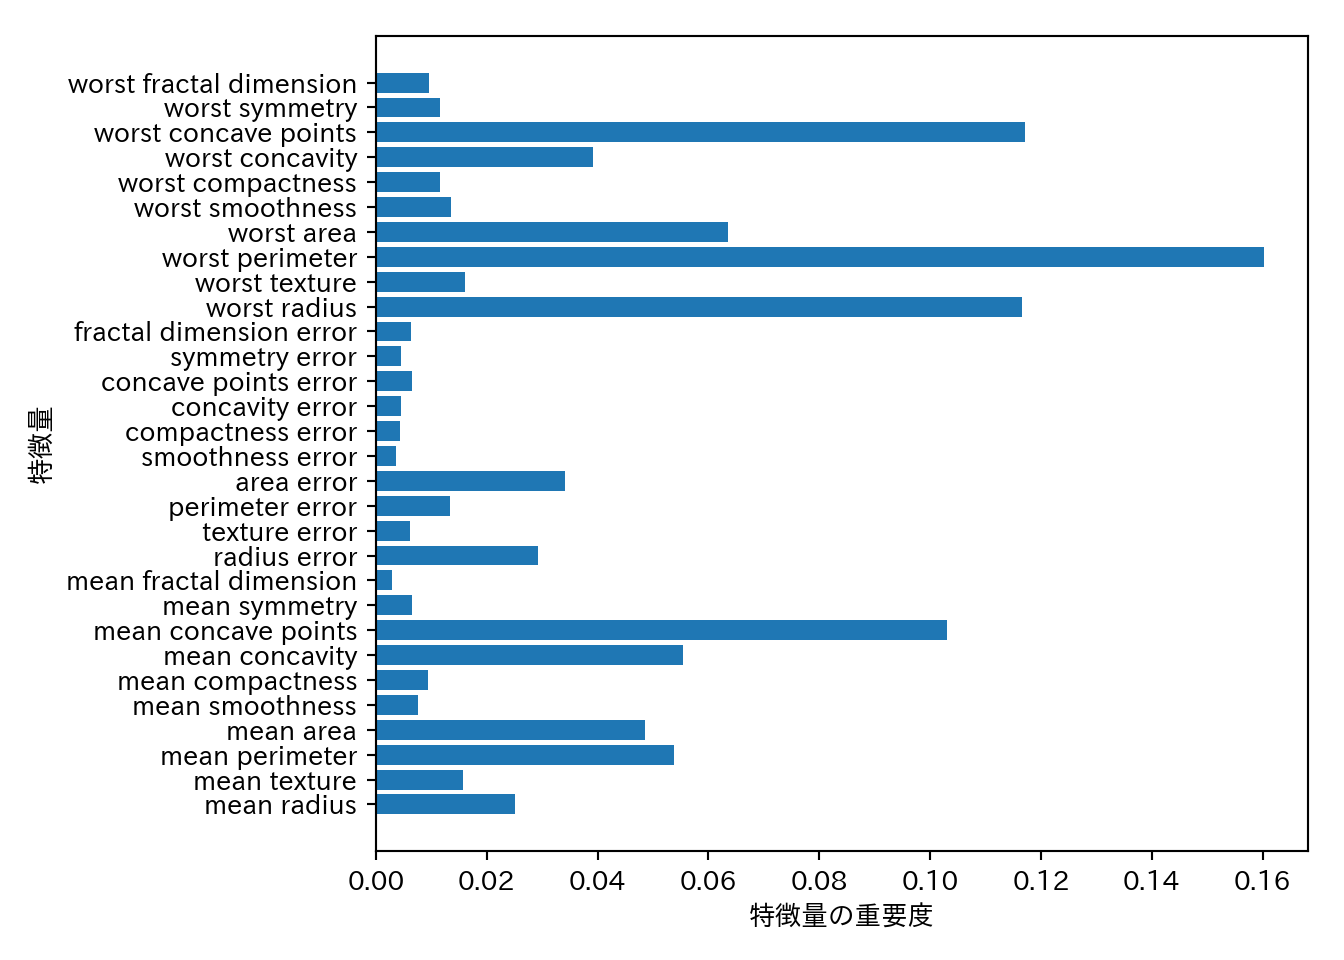 worst fractal dimension
worst symmetry
worst concave points
worst concavity
worst compactness
worst smoothness
worst area
worst perimeter
worst texture
worst radius
fractal dimension error
symmetry error
concave points error
concavity error
compactness error
smoothness error
area error
perimeter error
texture error
radius error
mean fractal dimension
mean symmetry
mean concave points
mean concavity
mean compactness
mean smoothness
mean area
mean perimeter
mean texture
mean radius
特徴量
0.00 0.02 0.04 0.06 0.08 0.10 0.12 0.14 0.16
特徴量の重要度